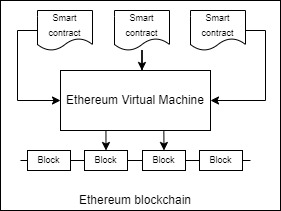 Smart contract
Smart contract
Smart contract
Ethereum Virtual Machine
Block
Block
Block
Block
Ethereum blockchain